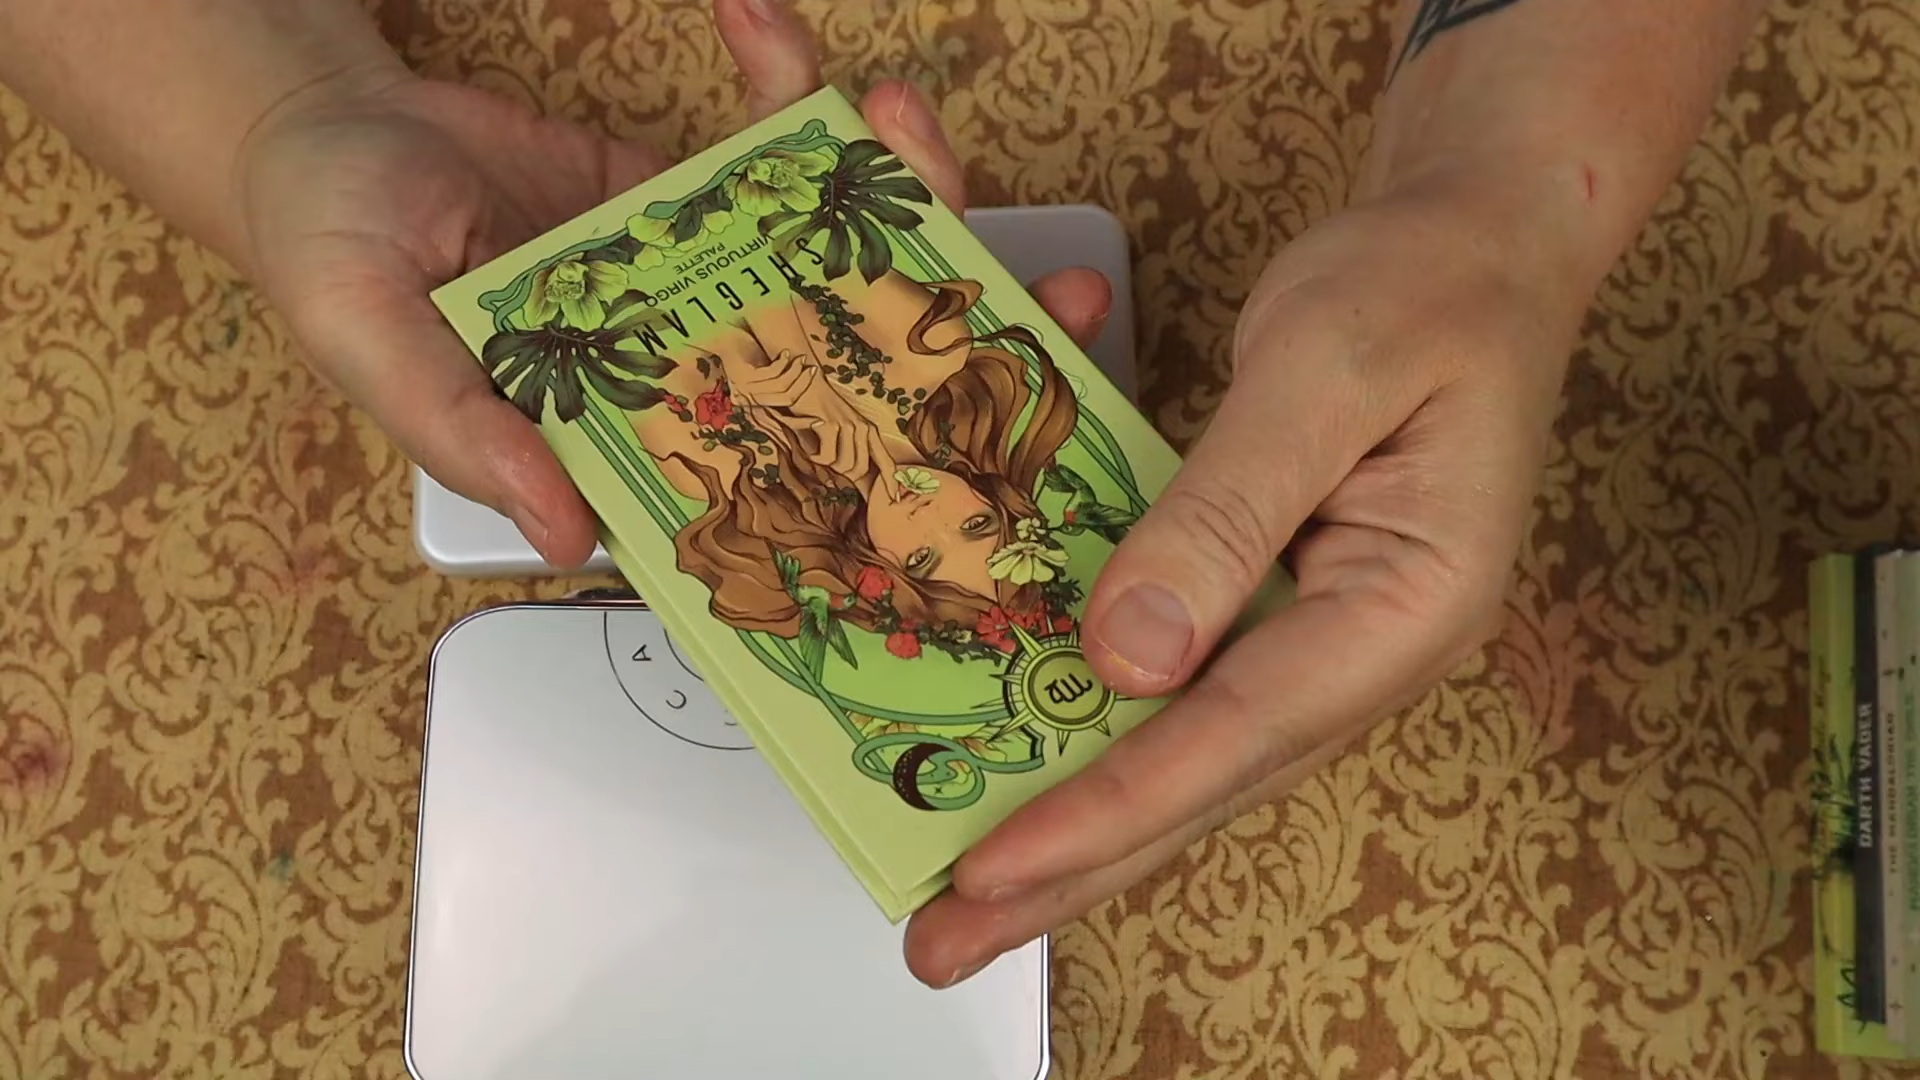 SHEGLAM
VIRTUOUS VIRGO
PALETTE
DARTH VADER
THE MANDALORIAN